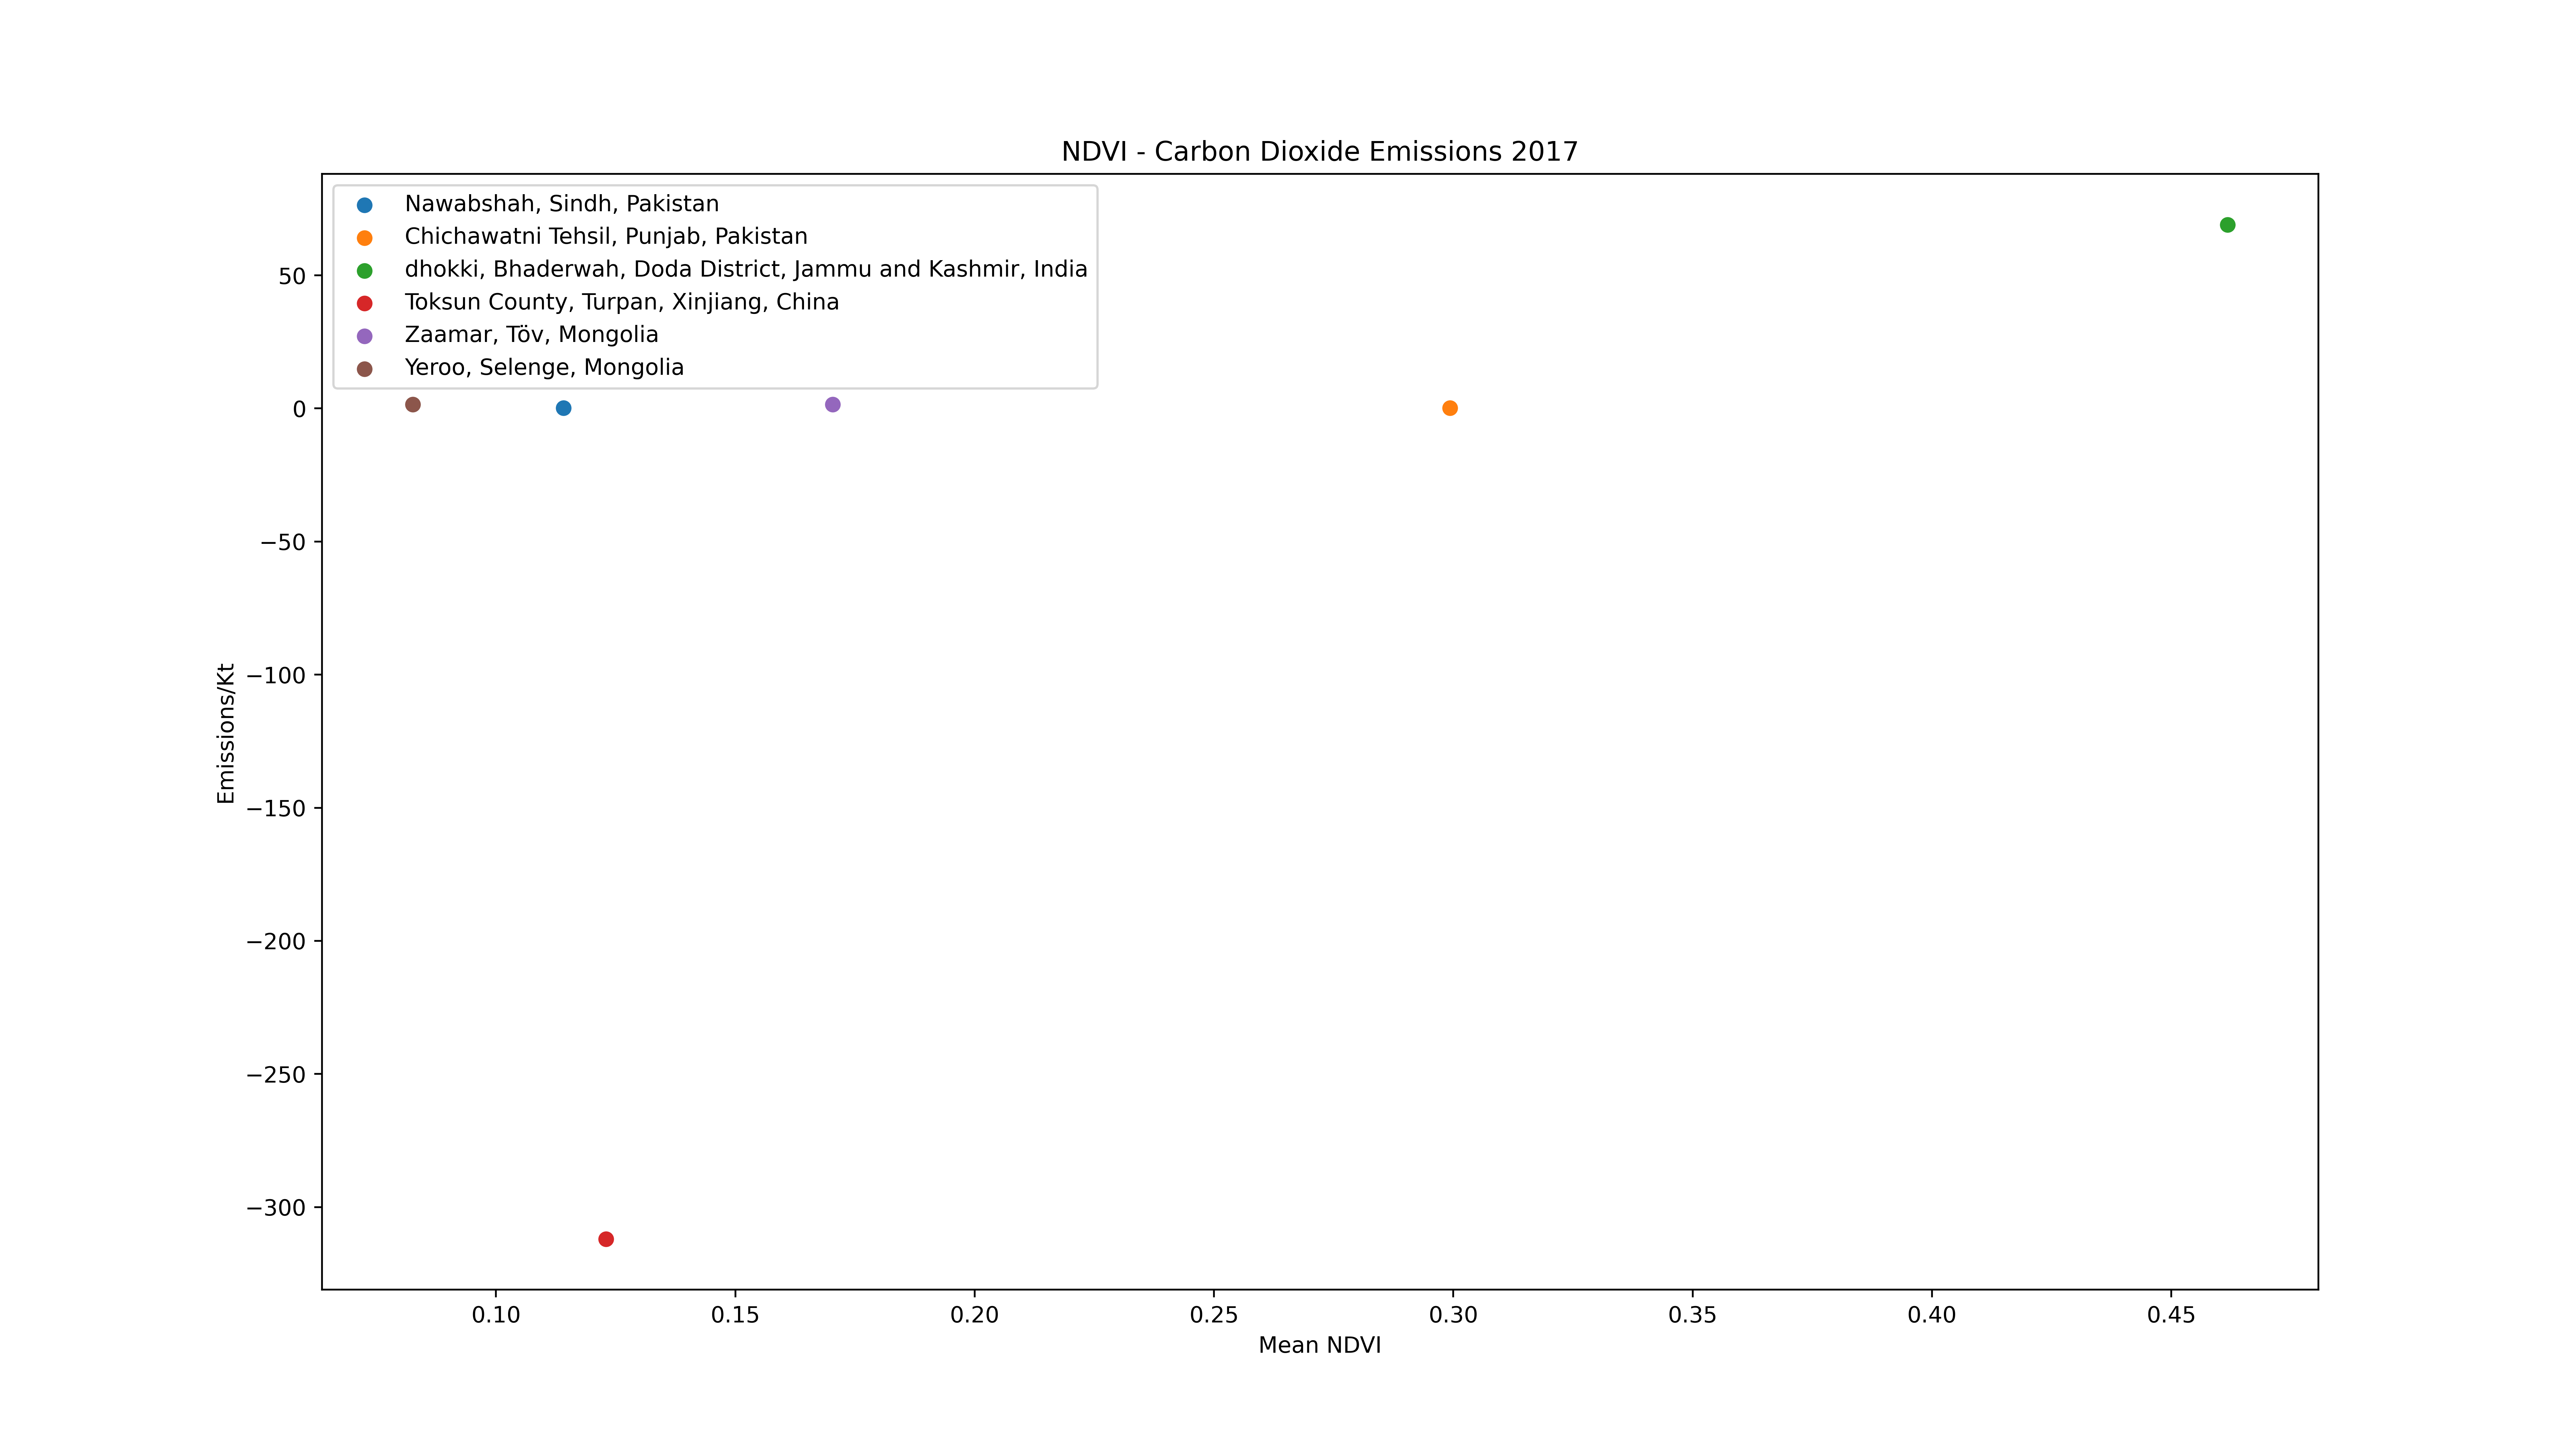 NDVI - Carbon Dioxide Emissions 2017
Nawabshah, Sindh, Pakistan
Chichawatni Tehsil, Punjab, Pakistan
dhokki, Bhaderwah, Doda District, Jammu and Kashmir, India
Toksun County, Turpan, Xinjiang, China
Zaamar, Töv, Mongolia
Yeroo, Selenge, Mongolia
50
0
−50
−100
−150
−200
−250
−300
Emissions/Kt
0.10 0.15 0.20 0.25 0.30 0.35 0.40 0.45
Mean NDVI